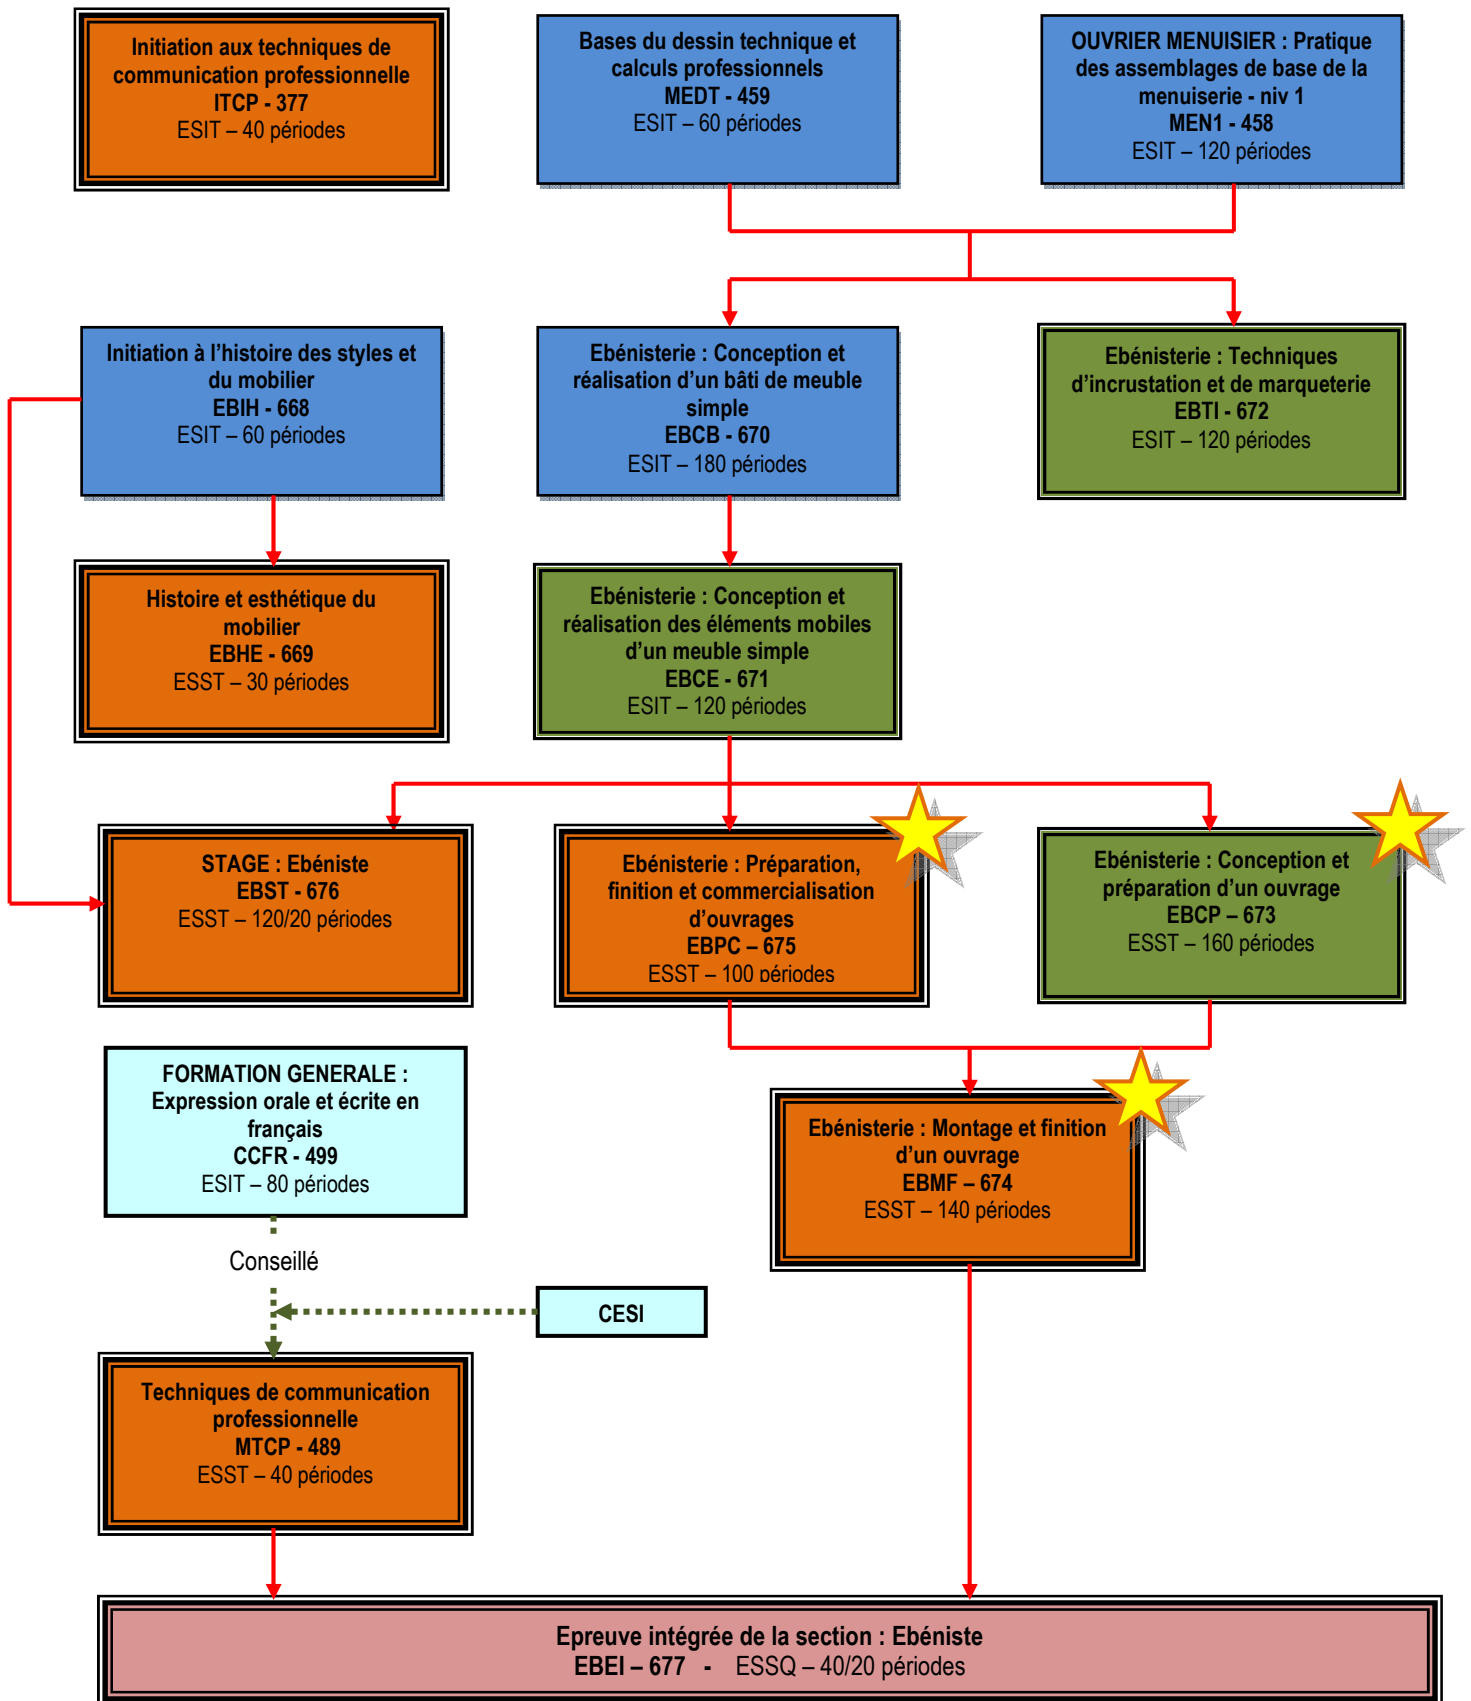 Initiation aux techniques de
communication professionnelle
ITCP - 377
ESIT – 40 périodes
Bases du dessin technique et
calculs professionnels
MEDT - 459
ESIT – 60 périodes
OUVRIER MENUISIER : Pratique
des assemblages de base de la
menuiserie - niv 1
MEN1 - 458
ESIT – 120 périodes
Initiation à l’histoire des styles et
du mobilier
EBIH - 668
ESIT – 60 périodes
Ebénisterie : Conception et
réalisation d’un bâti de meuble
simple
EBCB - 670
ESIT – 180 périodes
Ebénisterie : Techniques
d’incrustation et de marqueterie
EBTI - 672
ESIT – 120 périodes
Histoire et esthétique du
mobilier
EBHE - 669
ESST – 30 périodes
Ebénisterie : Conception et
réalisation des éléments mobiles
d’un meuble simple
EBCE - 671
ESIT – 120 périodes
STAGE : Ebéniste
EBST - 676
ESST – 120/20 périodes
Ebénisterie : Préparation,
finition et commercialisation
d’ouvrages
EBPC – 675
ESST – 100 périodes
Ebénisterie : Conception et
préparation d’un ouvrage
EBCP – 673
ESST – 160 périodes
FORMATION GENERALE :
Expression orale et écrite en
français
CCFR - 499
ESIT – 80 périodes
Ebénisterie : Montage et finition
d’un ouvrage
EBMF – 674
ESST – 140 périodes
Conseillé
CESI
Techniques de communication
professionnelle
MTCP - 489
ESST – 40 périodes
Epreuve intégrée de la section : Ebéniste
EBEI – 677 - ESSQ – 40/20 périodes